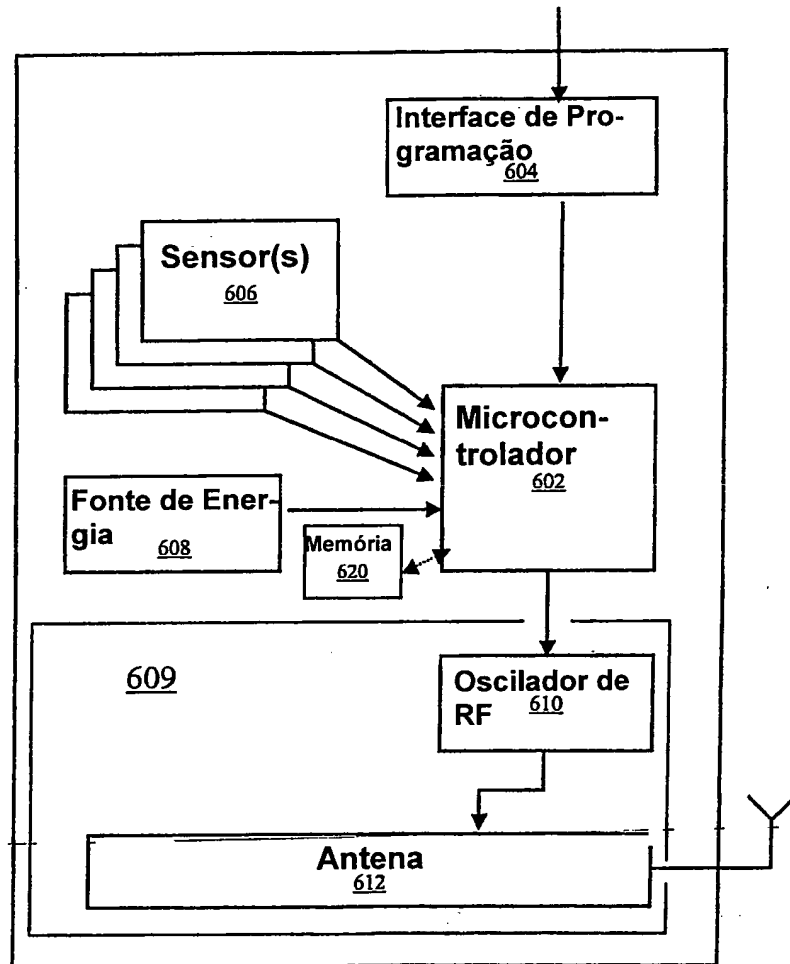 Interface de Pro-
gramação
604
Sensor(s)
606
Microcon-
trolador
602
Fonte de Ener-
gia
608
Memória
620
609
Oscilador de
RF
610
Antena
612